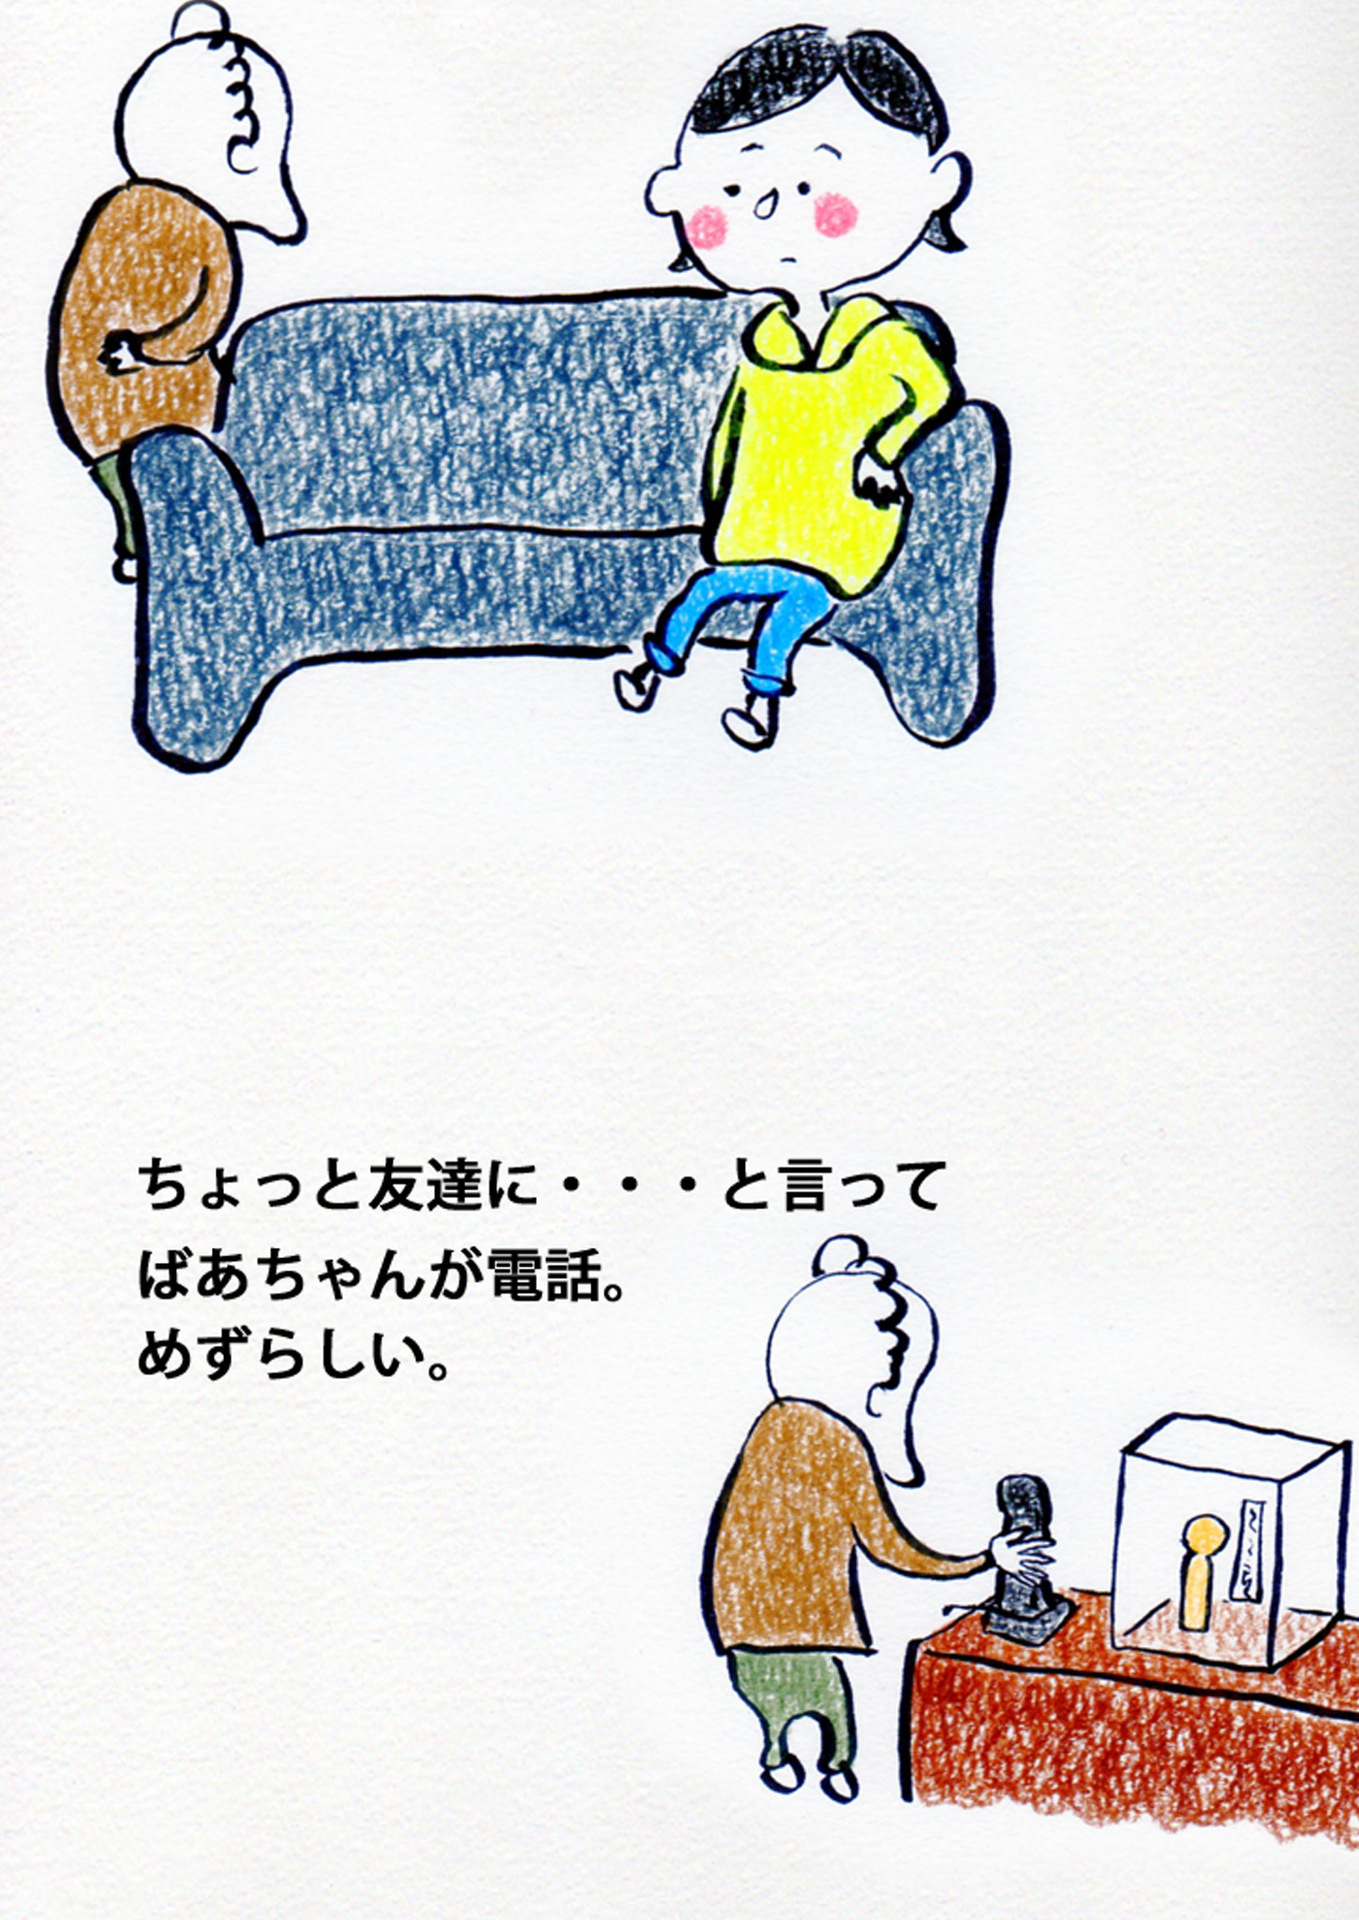 ちょっと友達に・・・と言って
ばあちゃんが電話。
めずらしい。